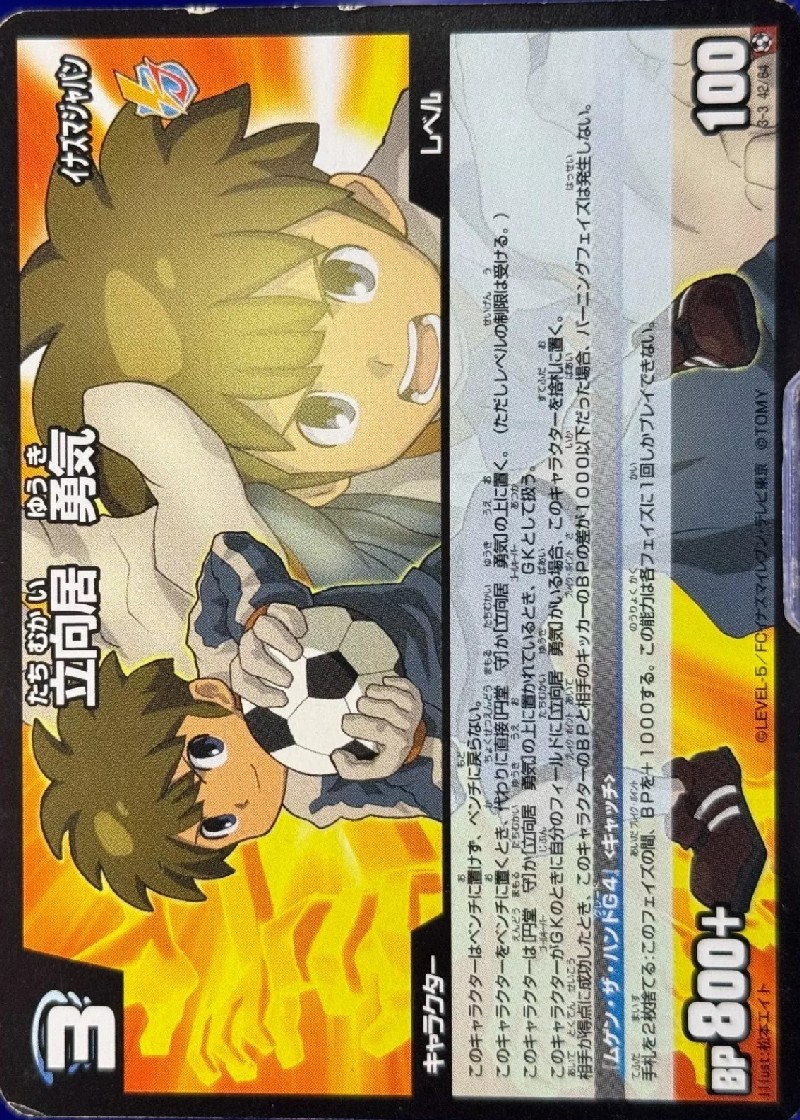 3
たちむかい ゆうき
立向居 勇気
イナズマジャパン
キャラクター
レベル
このキャラクターはベンチに置けず、ベンチに戻らない。
このキャラクターをベンチに置くとき、代わりに直接[円堂 守]か[立向居 勇気]の上に置く。（ただしレベルの制限は受ける。）
このキャラクターは[円堂 守]か[立向居 勇気]の上に置かれているとき、GKとして扱う。
このキャラクターがGKのときに自分のフィールドに[立向居 勇気]がいる場合、このキャラクターを捨札に置く。
相手が得点に成功したとき、このキャラクターのBPと相手のキッカーのBPの差が1000以下だった場合、バーニングフェイズは発生しない。
「ムゲン・ザ・ハンドG4」<キャッチ>
手札を2枚捨てる:このフェイズの間、BPを+1000する。この能力は各フェイズに1回しかプレイできない。
BP 800+
100
Illust:松本エイト
©LEVEL-5/FCイナズマイレブン・テレビ東京 ©TOMY
3-3 42/64